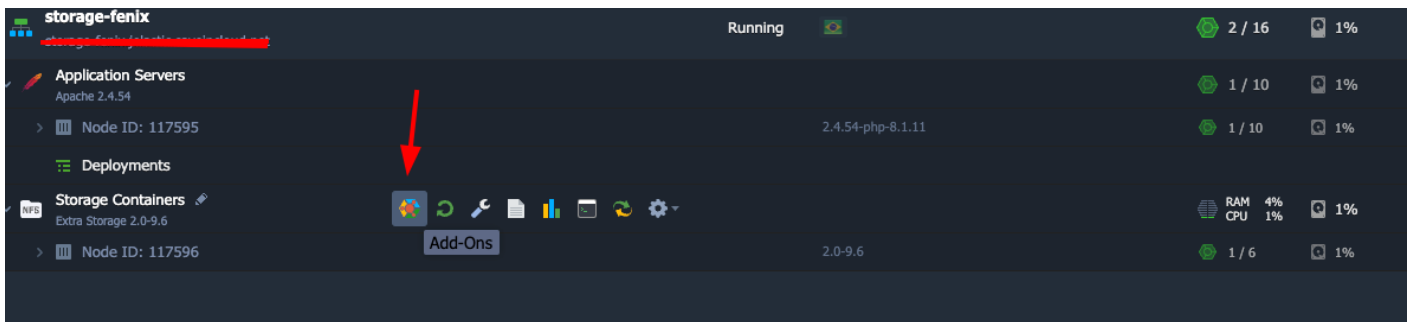 storage-fenix
Running
2 / 16
1%
Application Servers
Apache 2.4.54
1 / 10
1%
Node ID: 117595
2.4.54-php-8.1.11
1 / 10
1%
Deployments
NFS
Storage Containers
Extra Storage 2.0-9.6
RAM 4%
CPU 1%
1%
Add-Ons
Node ID: 117596
2.0-9.6
1 / 6
1%